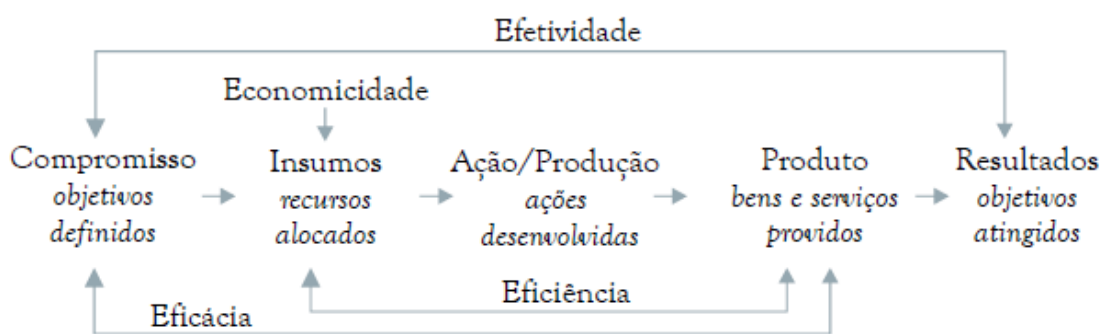 Efetividade
Economicidade
Compromisso
objetivos
definidos
Insumos
recursos
alocados
Ação/Produção
ações
desenvolvidas
Produto
bens e serviços
providos
Resultados
objetivos
atingidos
Eficiência
Eficácia